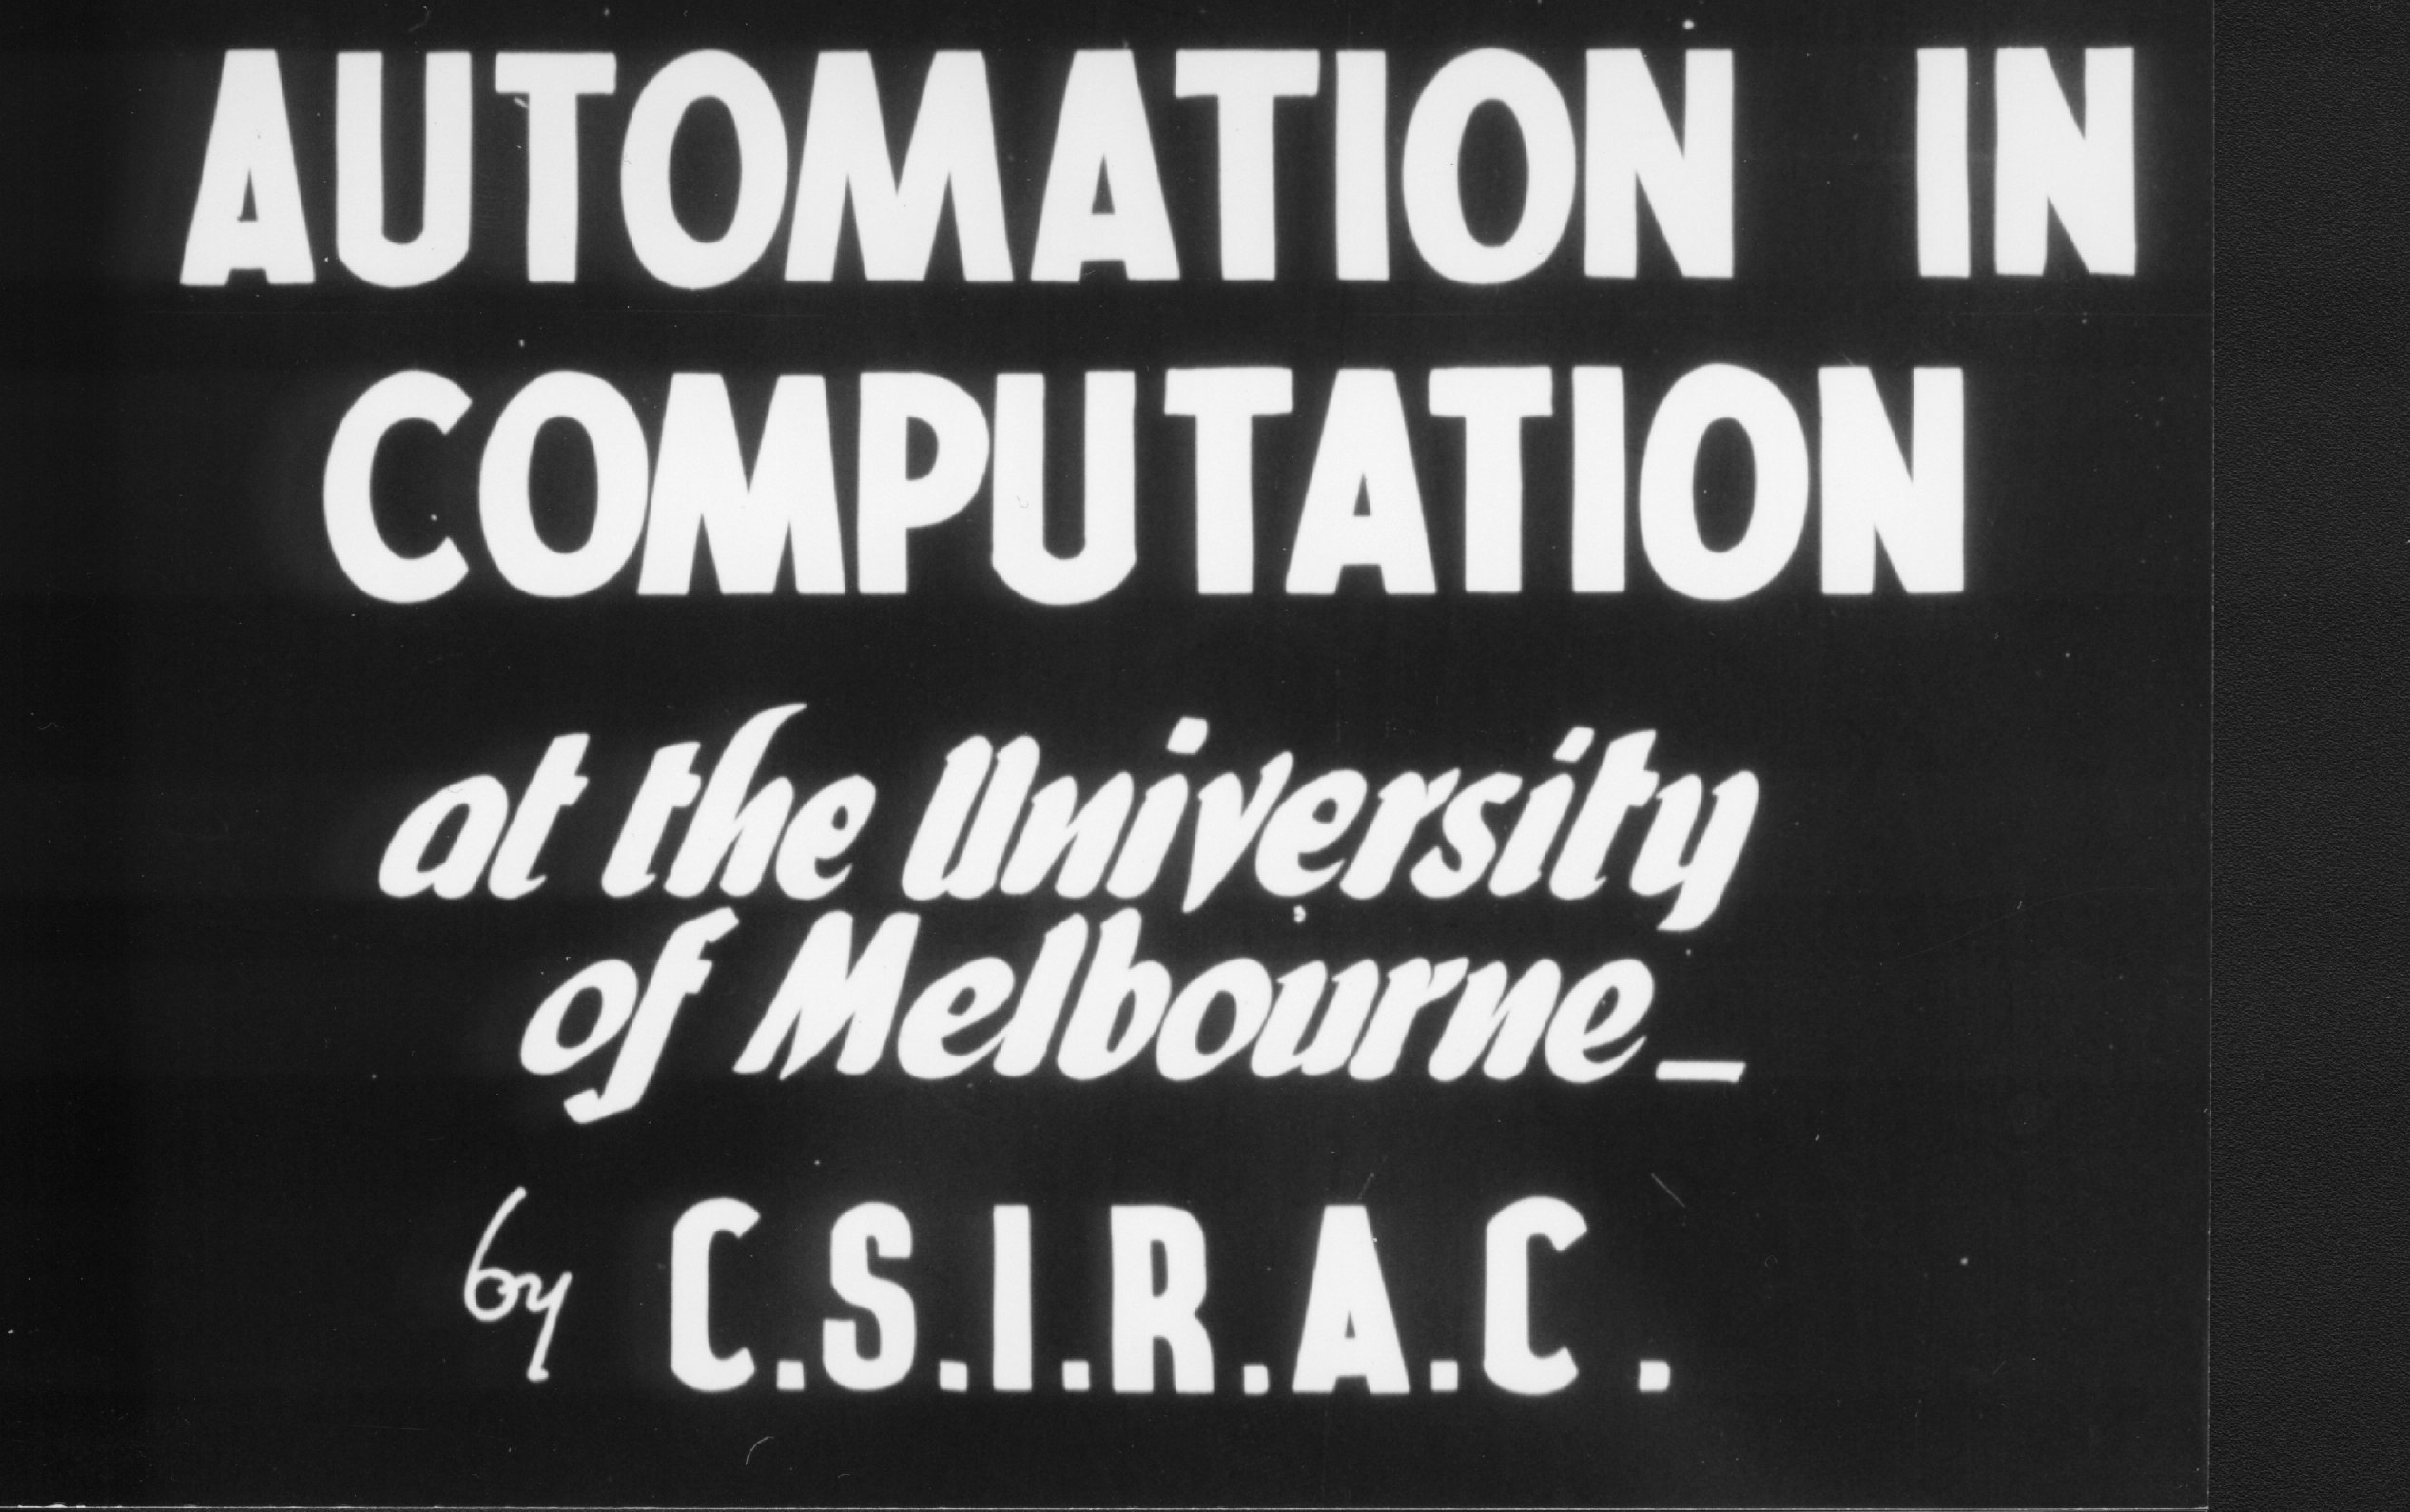 AUTOMATION IN
COMPUTATION
at the University
of Melbourne_
by C.S.I.R.A.C.